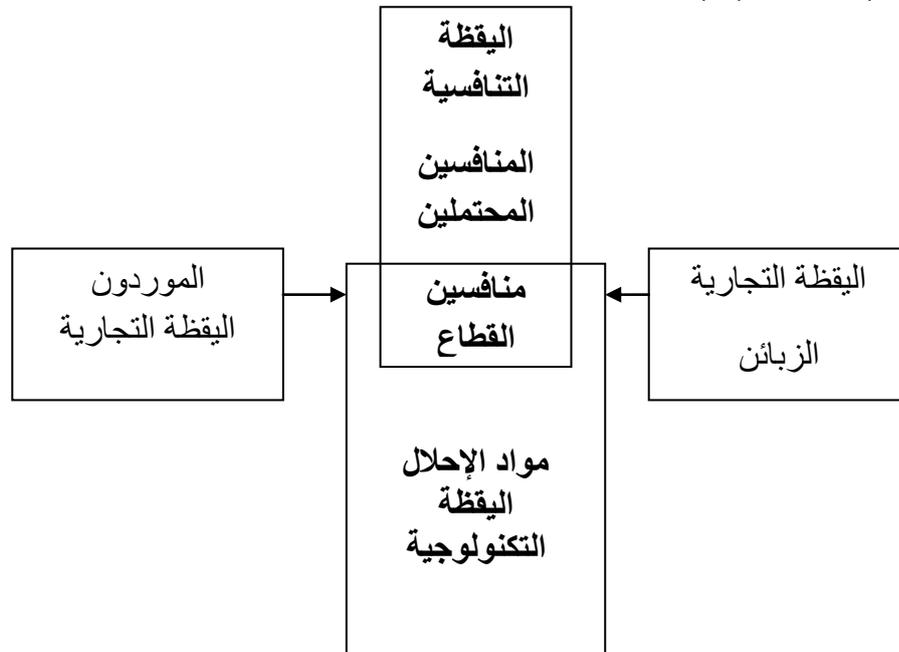 اليقظة
التنافسية
المنافسين
المحتملين
اليقظة التجارية
الزبائن
منافسين
القطاع
الموردون
اليقظة التجارية
مواد الإحلال
اليقظة
التكنولوجية